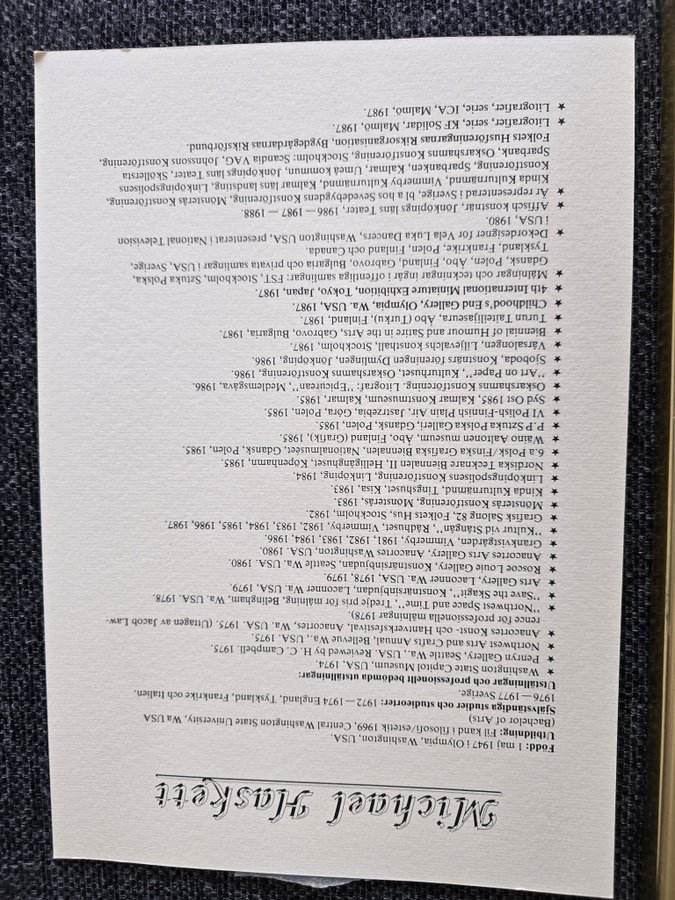 Michael Haskett
Född: 1 maj 1947 i Olympia, Washington, USA.
Utbildning: Fil kand i filosofi/estetik 1969, Central Washington State University, Wa USA
(Bachelor of Arts)
Självständiga studier och studieorter: 1972—1974 England, Tyskland, Frankrike och Italien.
1976—1977 Sverige.
Utställningar och professionellt bedömda utställningar:
★ Washington State Capitol Museum, USA, 1974.
★ Penryn Gallery, Seattle Wa., USA. Reviewed by H. C. Campbell. 1975.
★ Northwest Arts and Crafts Annual, Bellevue Wa., USA. 1975.
★ Anacortes Konst- och Hantverksfestival, Anacortes, Wa. USA. 1975. (Uttagen av Jacob Law-
rence för professionella målningar 1978).
★ ”Northwest Space and Time”, Tredje pris för målning, Belingham, Wa. USA. 1978.
★ ”Save the Skagit”, Konstnärsinbjudan, Laconner Wa. USA, 1979.
★ Arts Gallery, Laconner Wa. USA, 1978, 1979.
★ Roscoe Louie Gallery, Konstnärsinbjudan, Seattle Wa. USA. 1980.
★ Anacortes Arts Gallery, Anacortes Washington, USA. 1980.
★ Grankvistgården, Vimmerby. 1981, 1982, 1983, 1984, 1986.
★ ”Kultur vid Stångån”, Rådhuset, Vimmerby. 1982, 1983, 1984, 1985, 1986, 1987.
★ Grafisk Salong 82, Folkets Hus, Stockholm, 1982.
★ Mönsterås Konstförening, Mönsterås, 1983.
★ Kinda Kulturnämnd, Tingshuset, Kisa, 1983.
★ Linköpingspolisens Konstförening, Linköping, 1984.
★ Nordiska Tecknare Biennalen II, Helligånghuset, Köpenhamn, 1985.
★ 6.a Polsk/Finska Grafiska Biennalen, Nationalmuseet, Gdansk, Polen, 1985.
★ Waino Aaltonen museum, Åbo, Finland (Grafik), 1985.
★ P.P Sztuka Polska Galleri, Gdansk, Polen, 1985.
★ VI Polish-Finnish Plain Air, Jastrzebia, Góra, Polen, 1985.
★ Syd Ost 1985, Kalmar Konstmuseum, Kalmar, 1985.
★ Oskarshamns Konstförening. Litograf: ”Epicurean”, Medlemsgåva, 1986.
★ ”Art on Paper”, Kulturhuset, Oskarshamns Konstförening, 1986.
★ Sjöboda, Konstnärs föreningen Dymlingen, Jönköping, 1986.
★ Vårsalongen, Liljevalchs konsthall, Stockholm, 1987.
★ Biennial of Humour and Satire in the Arts, Gabrovo, Bulgaria, 1987.
★ Turun Taiteilijaseura, Åbo (Turku), Finland, 1987.
★ Childhood's End Gallery, Olympia, Wa. USA, 1987.
★ 4th International Miniature Exhibition, Tokyo, Japan, 1987.
★ Målningar och teckningar ingår i offentliga samlingar: FST, Stockholm, Sztuka Polska,
Gdansk, Polen, Åbo, Finland, Gabrovo, Bulgaria och privata samlingar i USA, Sverige,
Tyskland, Frankrike, Polen, Finland och Canada.
★ Dekordesigner för Vela Luka Dancers, Washington USA, presenterat i National Television
i USA, 1980.
★ Affisch konstnär, Jönköpings läns Teater, 1986—1987—1988.
★ Är representerad i Sverige, bl a hos Sevedebygdens Konstförening, Mönsterås Konstförening,
Kinda Kulturnämnd, Vimmerby Kulturnämnd, Kalmar läns landsting, Linköpingspolisens
Konstförening, Sparbanken, Kalmar, Umeå kommun, Jönköpings läns Teater, Skollersta
Sparbank, Oskarshamns Konstförening, Stockholm: Scandia VAG, Johnssons Konstförening,
Folkets Husföreningarnas Riksorganisation, Bygdegårdarnas Riksförbund.
★ Litografier, serie, KF Solidar, Malmö, 1987.
★ Litografier, serie, ICA, Malmö, 1987.